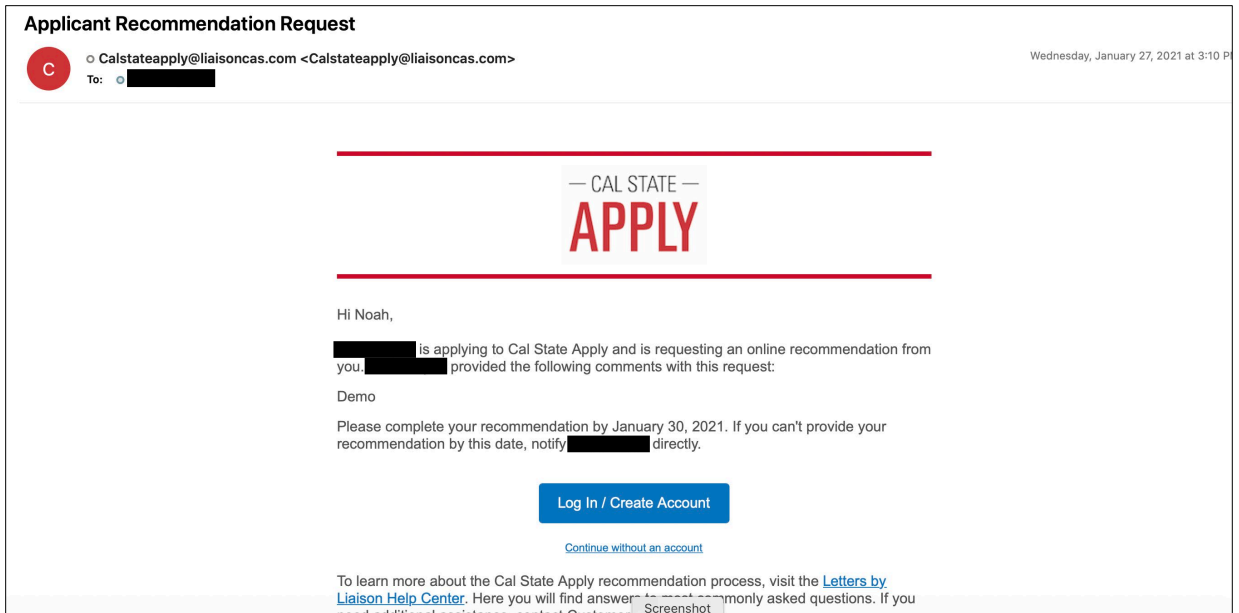 Applicant Recommendation Request
C
Calstateapply@liaisoncas.com <Calstateapply@liaisoncas.com>
Wednesday, January 27, 2021 at 3:10
To:
— CAL STATE —
APPLY
Hi Noah,
is applying to Cal State Apply and is requesting an online recommendation from
you. provided the following comments with this request:
Demo
Please complete your recommendation by January 30, 2021. If you can't provide your
recommendation by this date, notify directly.
Log In / Create Account
Continue without an account
To learn more about the Cal State Apply recommendation process, visit the Letters by
Liaison Help Center. Here you will find answers to most commonly asked questions. If you
Screenshot